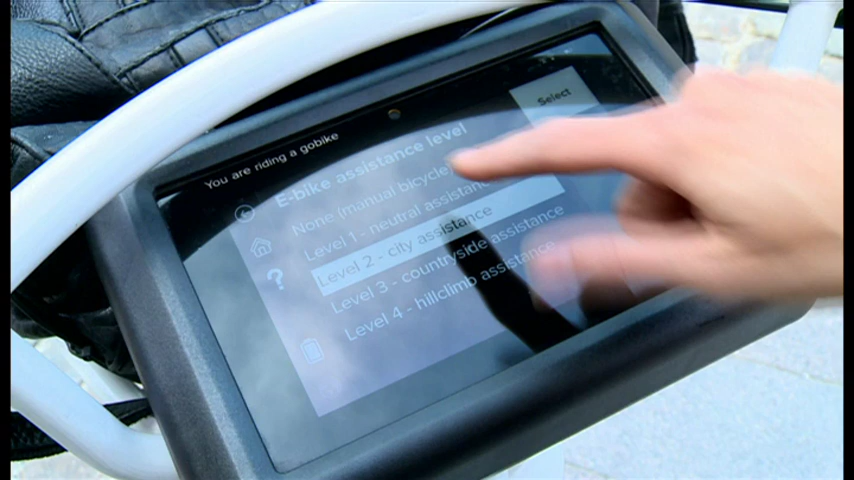 You are riding a gobike
Select
E-bike assistance level
None (manual bicycle
Level 1 - neutral assistance
Level 2 - city assistance
Level 3 - countryside assistance
Level 4 - hillclimb assistance